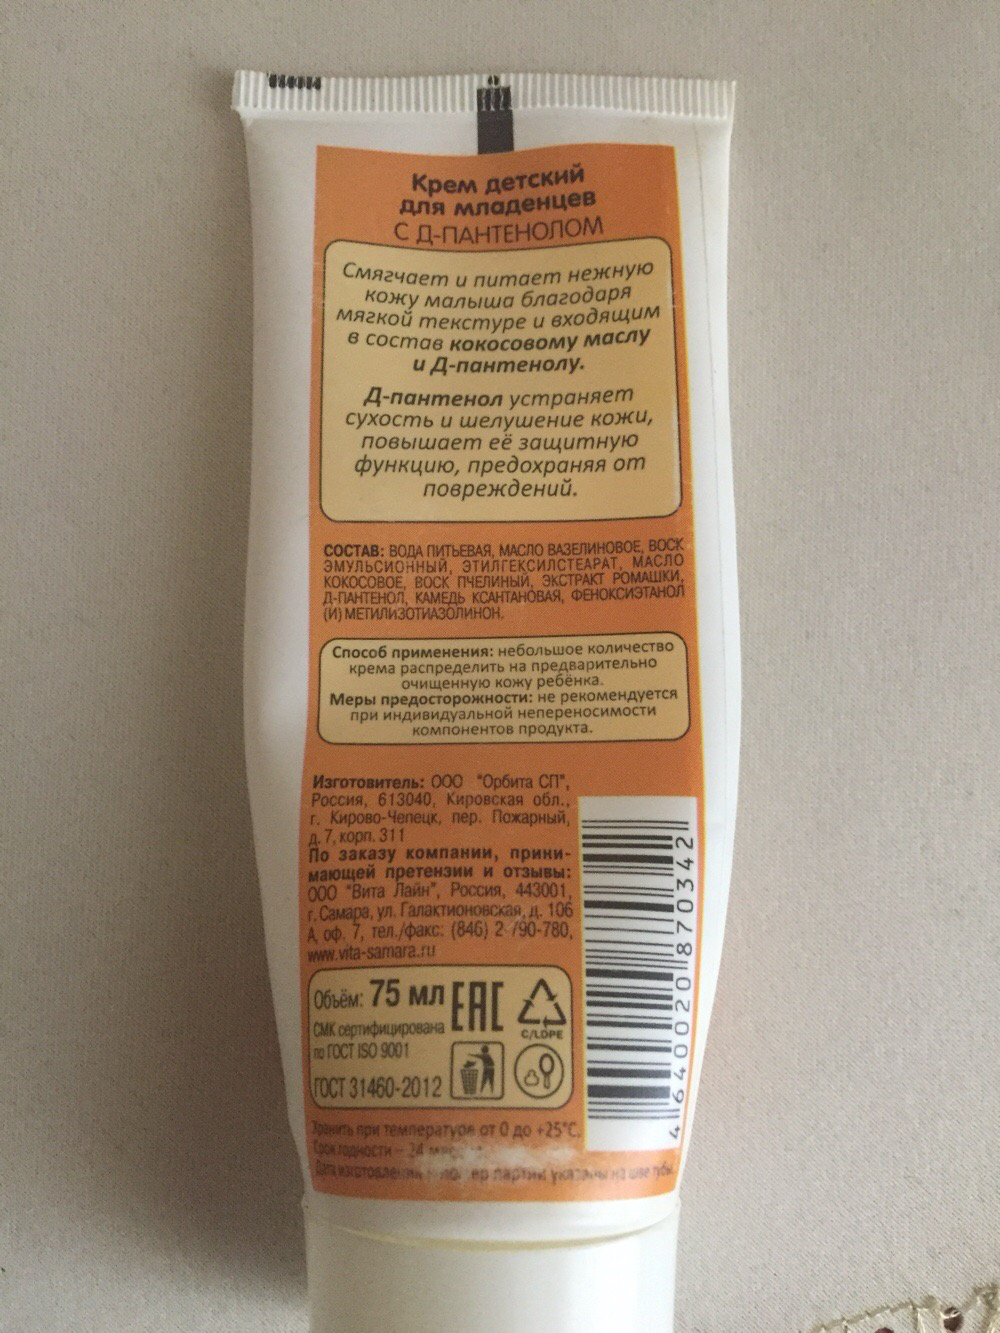 Крем детский
для младенцев
С Д-ПАНТЕНОЛОМ
Смягчает и питает нежную
кожу малыша благодаря
мягкой текстуре и входящим
в состав кокосовому маслу
и Д-пантенолу.
Д-пантенол устраняет
сухость и шелушение кожи,
повышает её защитную
функцию, предохраняя от
повреждений.
СОСТАВ: ВОДА ПИТЬЕВАЯ, МАСЛО ВАЗЕЛИНОВОЕ, ВОСК
ЭМУЛЬСИОННЫЙ, ЭТИЛГЕКСИЛСТЕАРАТ, МАСЛО
КОКОСОВОЕ, ВОСК ПЧЕЛИНЫЙ, ЭКСТРАКТ РОМАШКИ,
Д-ПАНТЕНОЛ, КАМЕДЬ КСАНТАНОВАЯ, ФЕНОКСИЭТАНОЛ
(И) МЕТИЛИЗОТИАЗОЛИНОН.
Способ применения: небольшое количество
крема распределить на предварительно
очищенную кожу ребёнка.
Меры предосторожности: не рекомендуется
при индивидуальной непереносимости
компонентов продукта.
Изготовитель: ООО "Орбита СП",
Россия, 613040, Кировская обл.,
г. Кирово-Чепецк, пер. Пожарный,
д. 7, корп. 311
По заказу компании, прини-
мающей претензии и отзывы:
ООО "Вита Лайн", Россия, 443001,
г. Самара, ул. Галактионовская, д. 106
А, оф. 7, тел./факс: (846) 2-790-780,
www.vita-samara.ru
Объём: 75 мл
СМК сертифицирована
по ГОСТ ISO 9001
ГОСТ 31460-2012
EAC
C/LDPE
4640020870342
Хранить при температуре от 0 до +25°С.
Срок годности – 24
Дата изготовления партии указаны на шве тубы